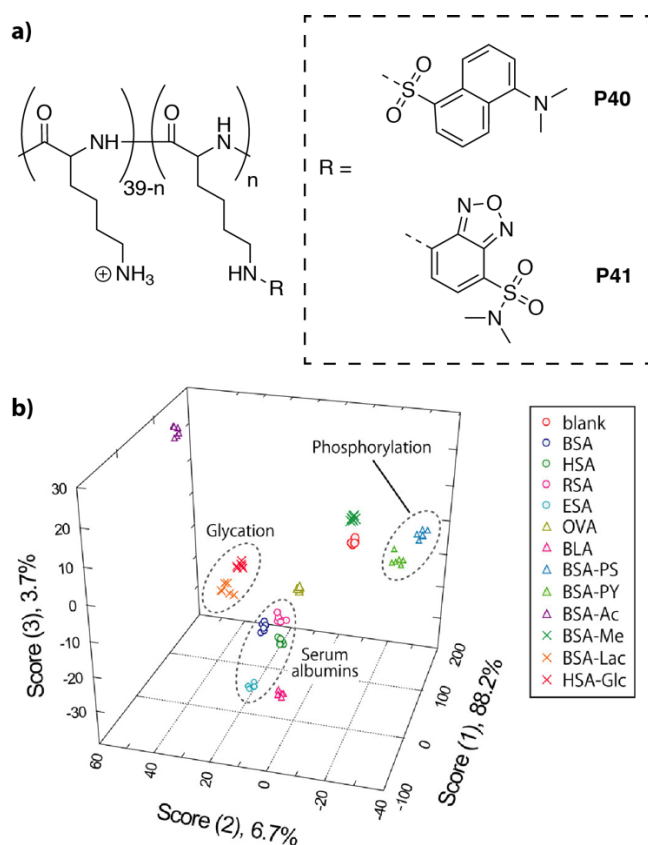 a)
O
NH
39-n
⊕NH3
O
H
N
n
HN
R
R =
O
S
O
N
P40
N
O
N
O
S
O
N
P41
b)
Phosphorylation
Glycation
Serum
albumins
Score (3), 3.7%
30
20
10
0
-10
-20
-30
Score (2), 6.7%
60
40
20
0
-20
-40
Score (1), 88.2%
200
100
0
-100
blank
BSA
HSA
RSA
ESA
OVA
BLA
BSA-PS
BSA-PY
BSA-Ac
BSA-Me
BSA-Lac
HSA-Glc